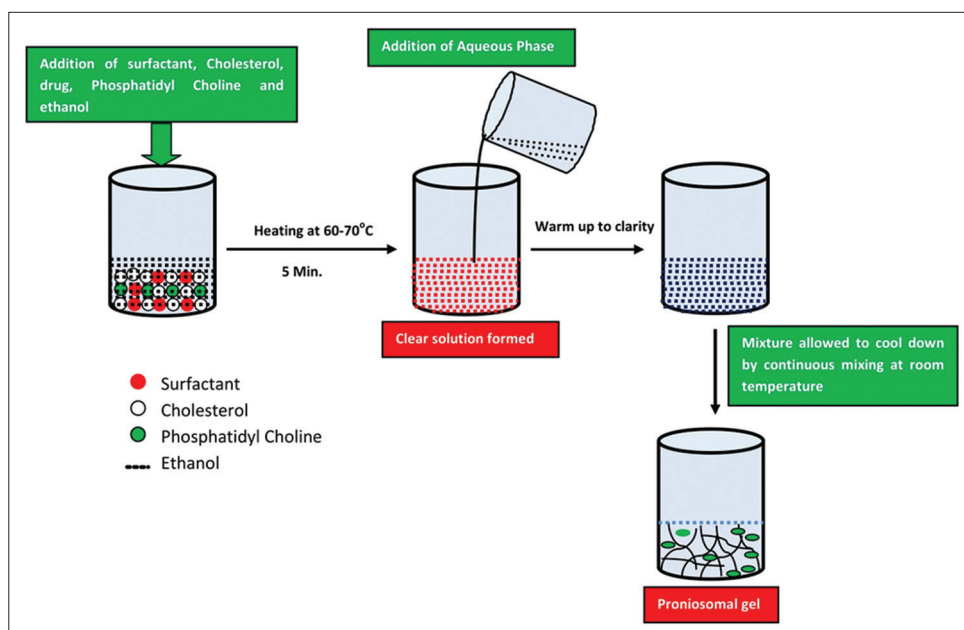 Addition of surfactant, Cholesterol,
drug, Phosphatidyl Choline and
ethanol
Addition of Aqueous Phase
Heating at 60-70°C
5 Min.
Warm up to clarity
Clear solution formed
Mixture allowed to cool down
by continuous mixing at room
temperature
Surfactant
Cholesterol
Phosphatidyl Choline
Ethanol
Proniosomal gel